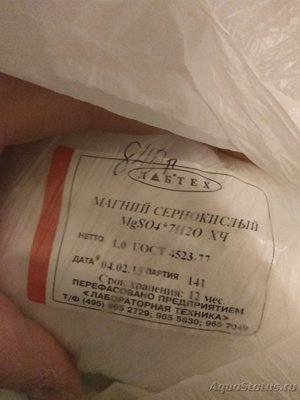 ЛАБТЕХ
МАГНИЙ СЕРНОКИСЛЫЙ
MgSO4*7H2O ХЧ
НЕТТО 1,0 ГОСТ 4523-77
ДАТА 04.02.13 ПАРТИЯ 141
Срок хранения: 12 мес.
ПЕРЕФАСОВАНО ПРЕДПРИЯТИЕМ
«ЛАБОРАТОРНАЯ ТЕХНИКА»
Т/Ф (495) 965 2729; 965 5630; 965 7049
AquaStatus.ru